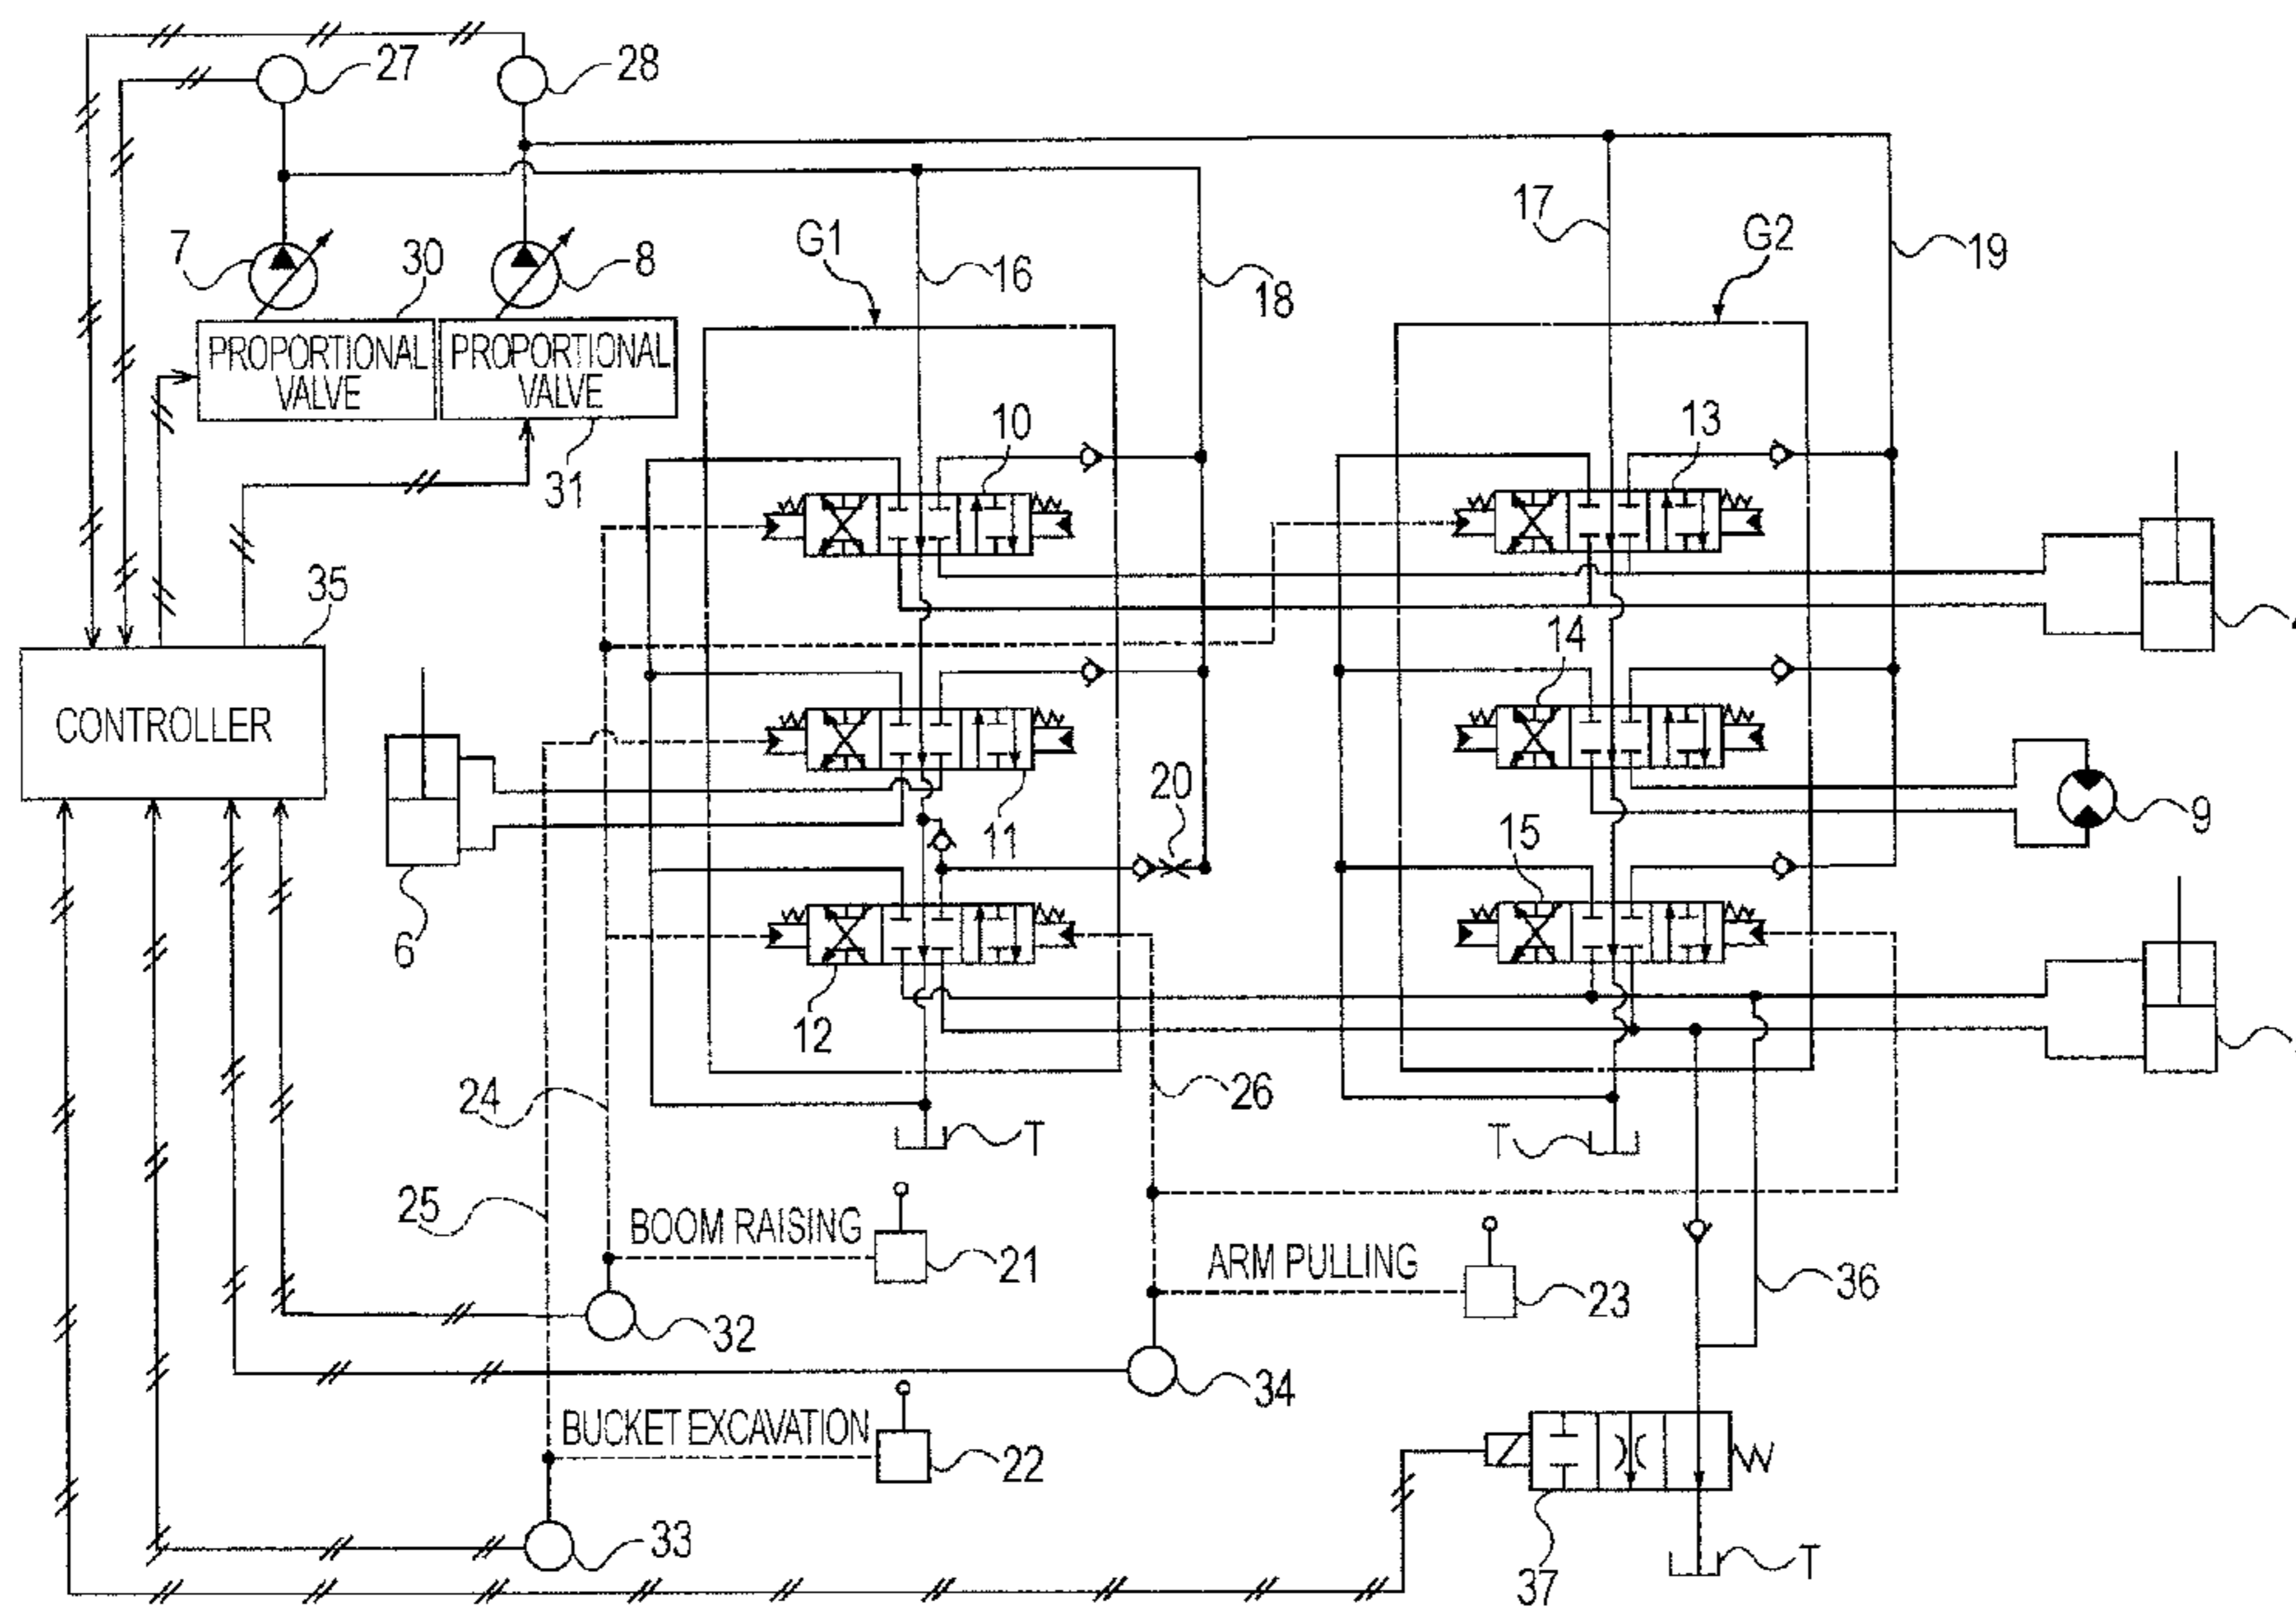 27
28
7
30
8
G1
16
18
17
G2
19
PROPORTIONAL
VALVE
PROPORTIONAL
VALVE
31
10
13
35
CONTROLLER
14
20
11
15
9
6
12
24
26
T
T
25
BOOM RAISING
21
ARM PULLING
23
36
32
34
BUCKET EXCAVATION
22
33
37
T